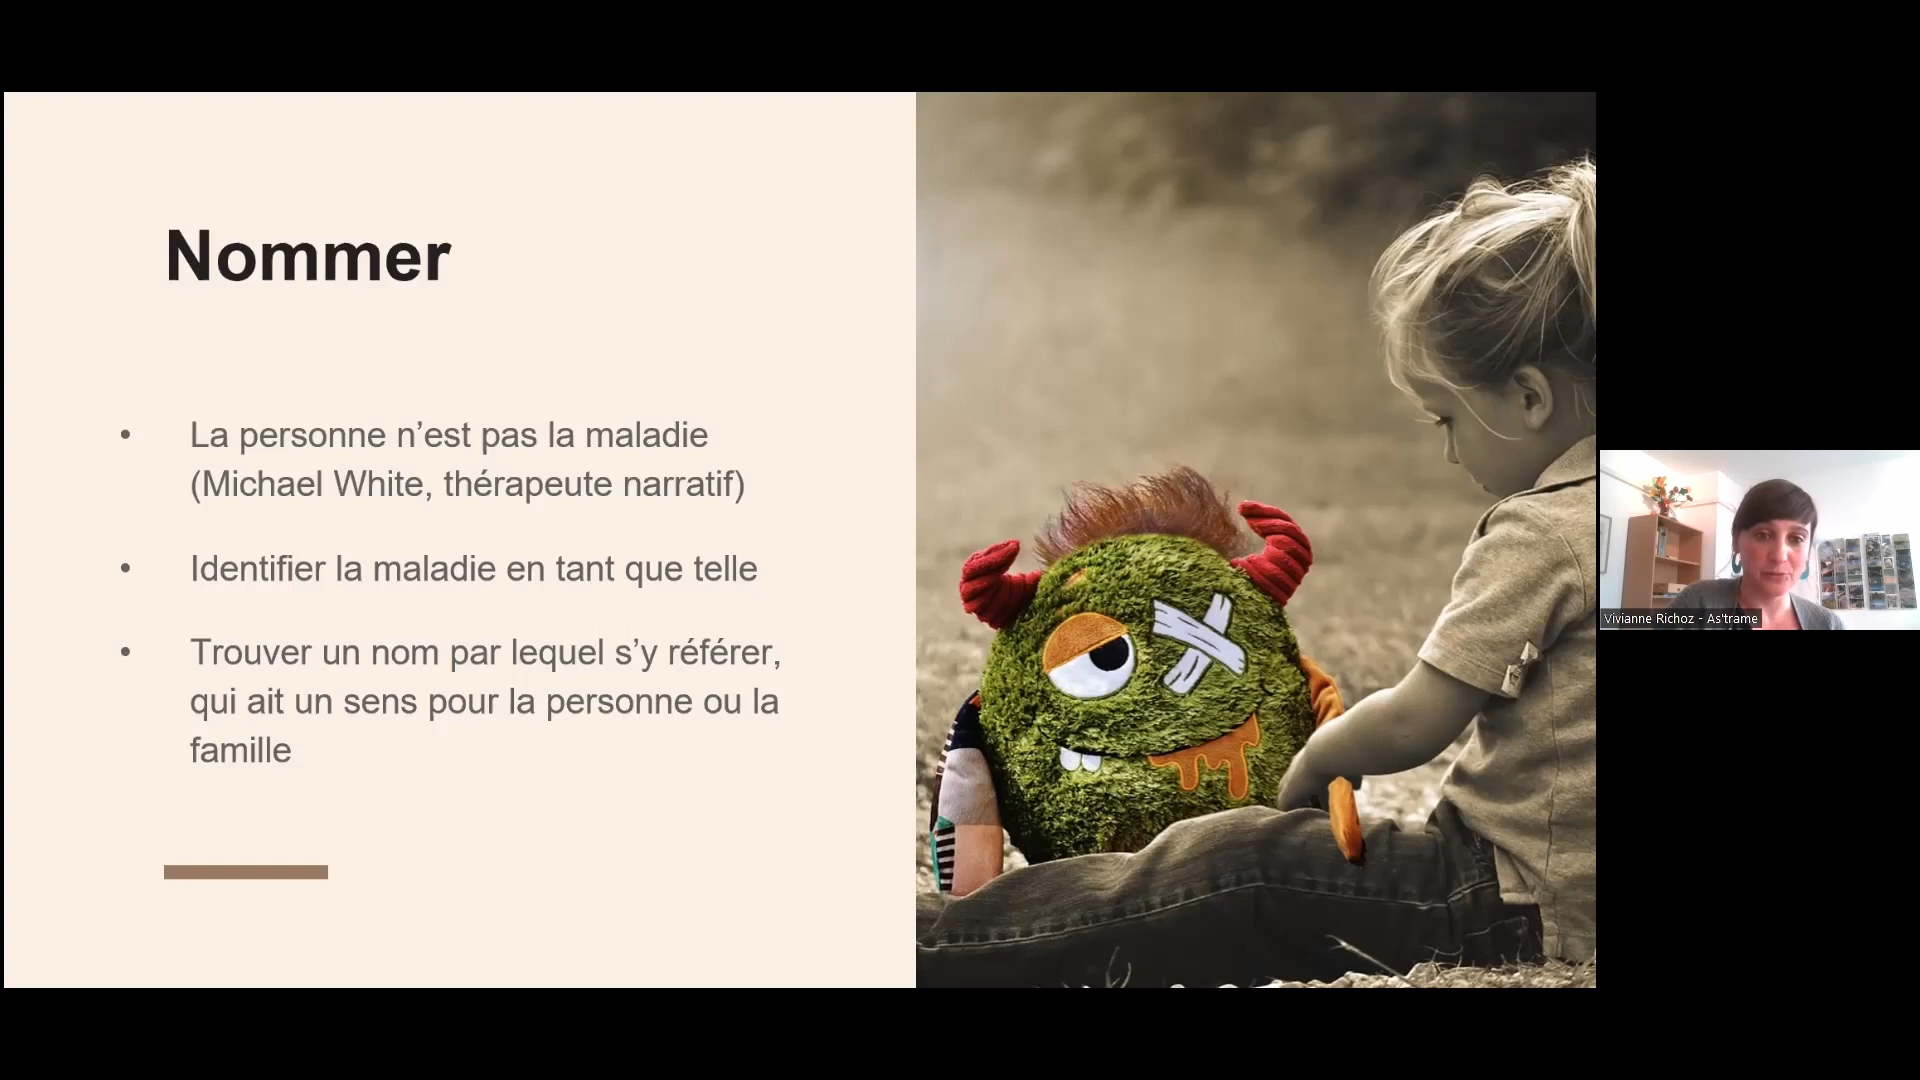 Nommer
• La personne n’est pas la maladie
(Michael White, thérapeute narratif)
• Identifier la maladie en tant que telle
• Trouver un nom par lequel s’y référer,
qui ait un sens pour la personne ou la
famille
Vivianne Richoz - As'trame